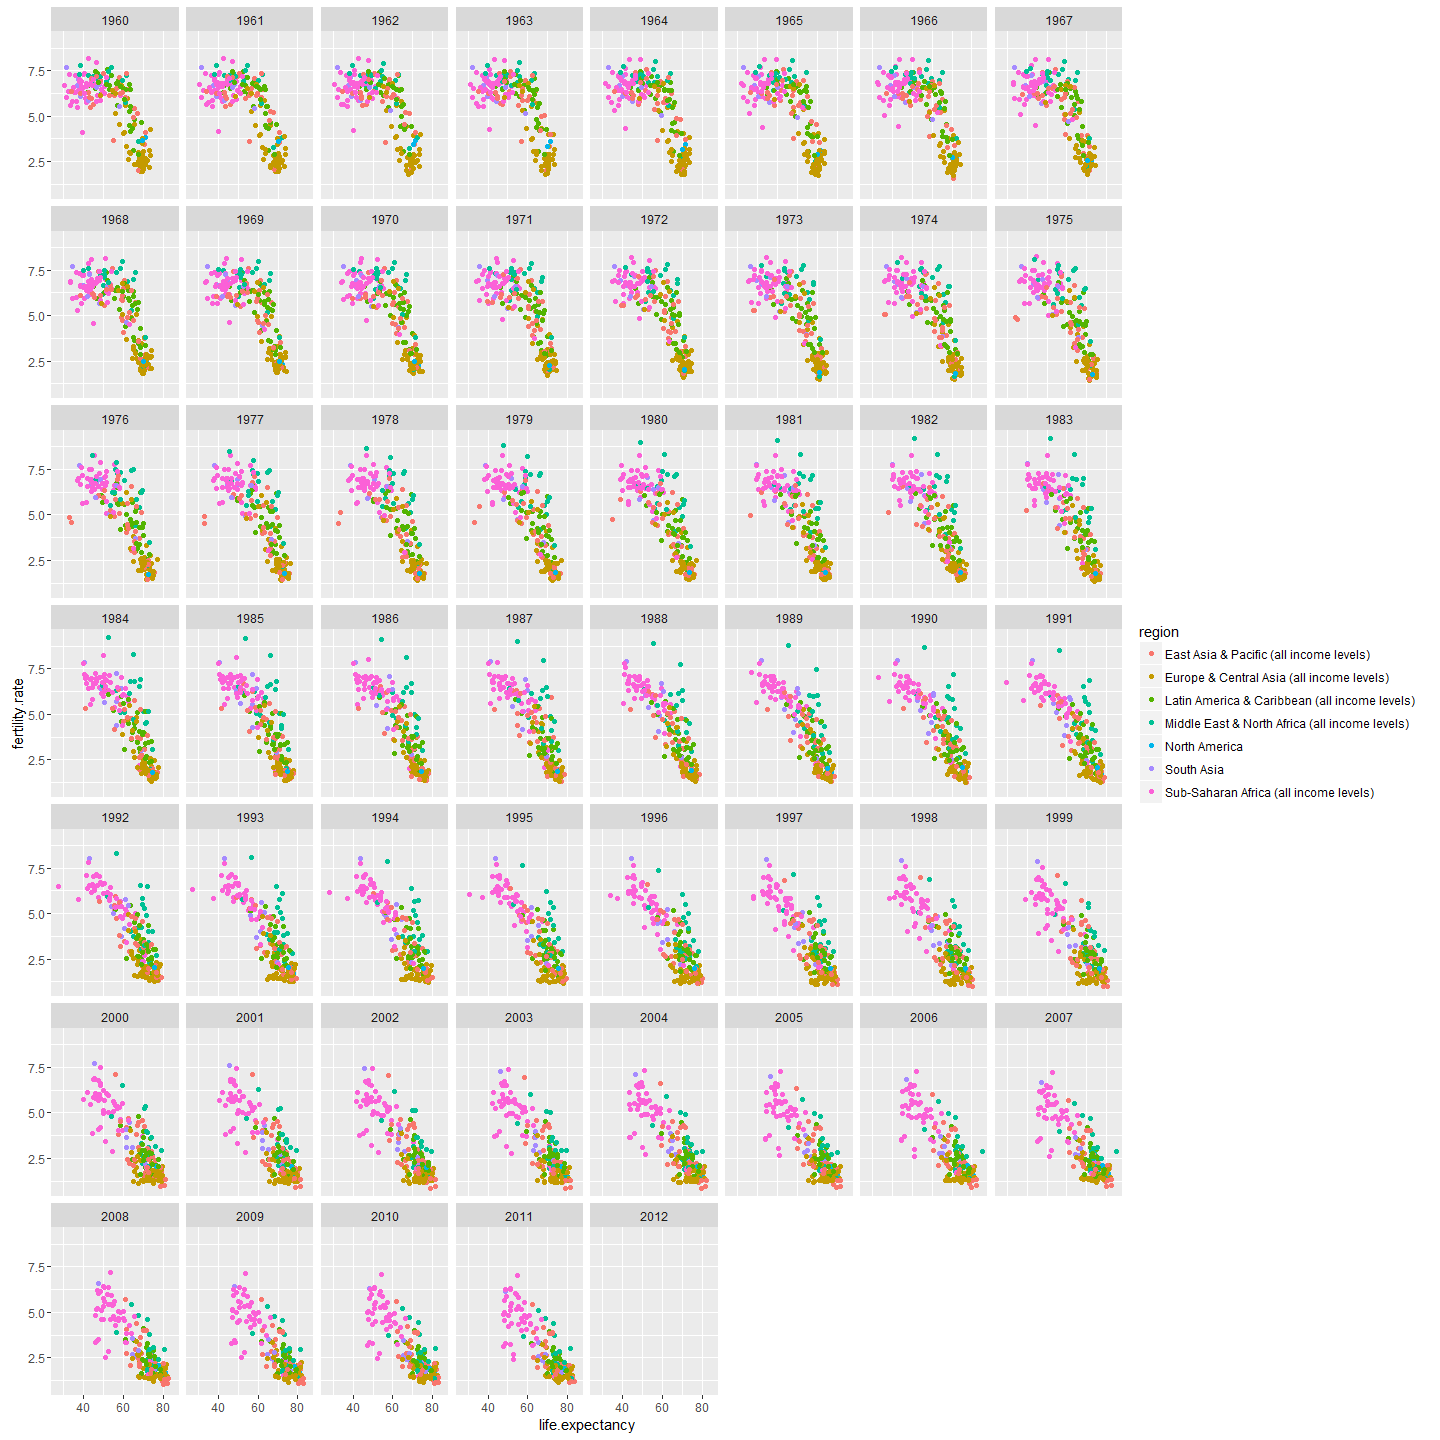 1960 1961 1962 1963 1964 1965 1966 1967
7.5
5.0
2.5
1968 1969 1970 1971 1972 1973 1974 1975
7.5
5.0
2.5
1976 1977 1978 1979 1980 1981 1982 1983
7.5
5.0
2.5
1984 1985 1986 1987 1988 1989 1990 1991
7.5
5.0
2.5
1992 1993 1994 1995 1996 1997 1998 1999
7.5
5.0
2.5
2000 2001 2002 2003 2004 2005 2006 2007
7.5
5.0
2.5
2008 2009 2010 2011 2012
7.5
5.0
2.5
40 60 80 40 60 80 40 60 80 40 60 80 40 60 80
life.expectancy
fertility.rate
region
East Asia & Pacific (all income levels)
Europe & Central Asia (all income levels)
Latin America & Caribbean (all income levels)
Middle East & North Africa (all income levels)
North America
South Asia
Sub-Saharan Africa (all income levels)